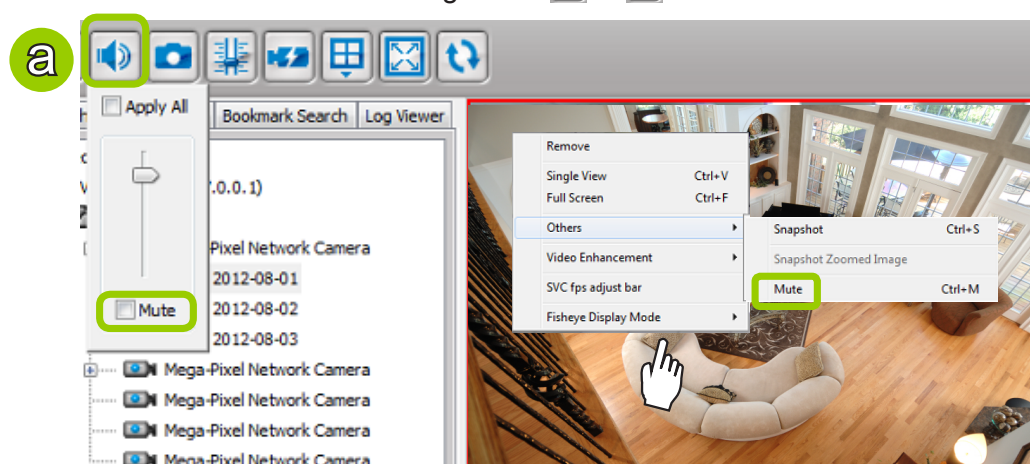 a
Apply All
Bookmark Search
Log Viewer
.0.0.1)
Pixel Network Camera
2012-08-01
2012-08-02
2012-08-03
Mute
Mega-Pixel Network Camera
Mega-Pixel Network Camera
Mega-Pixel Network Camera
Mega-Pixel Network Camera
Remove
Single View Ctrl+V
Full Screen Ctrl+F
Others
Video Enhancement
SVC fps adjust bar
Fisheye Display Mode
Snapshot Ctrl+S
Snapshot Zoomed Image
Mute Ctrl+M